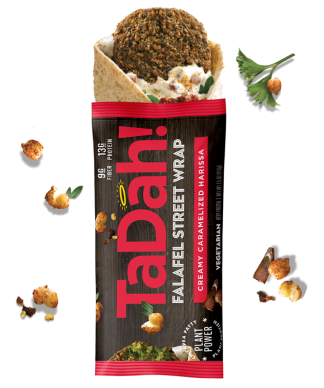 TaDah!
FALAFEL STREET WRAP
CREAMY CARAMELIZED HARISSA
9G FIBER
13G PROTEIN
VEGETARIAN
PLANT
POWER